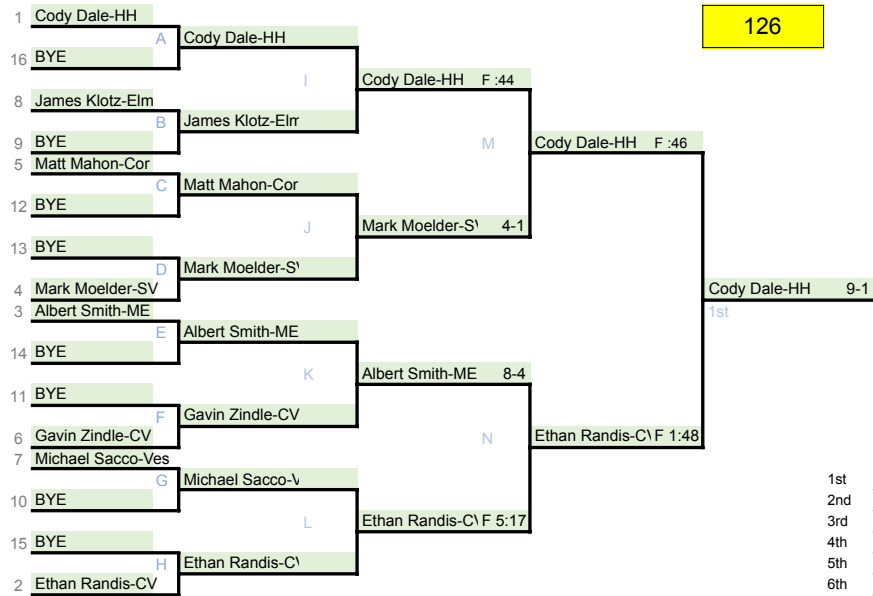 126
1 Cody Dale-HH
A Cody Dale-HH
16 BYE
I Cody Dale-HH F :44
8 James Klotz-Elm
B James Klotz-Elm
9 BYE
M Cody Dale-HH F :46
5 Matt Mahon-Cor
C Matt Mahon-Cor
12 BYE
J Mark Moelder-SV 4-1
13 BYE
D Mark Moelder-SV
4 Mark Moelder-SV
Cody Dale-HH 9-1
1st
3 Albert Smith-ME
E Albert Smith-ME
14 BYE
K Albert Smith-ME 8-4
11 BYE
F Gavin Zindle-CV
6 Gavin Zindle-CV
N Ethan Randis-CV F 1:48
7 Michael Sacco-Ves
G Michael Sacco-V
10 BYE
L Ethan Randis-CV F 5:17
15 BYE
H Ethan Randis-CV
2 Ethan Randis-CV
1st
2nd
3rd
4th
5th
6th